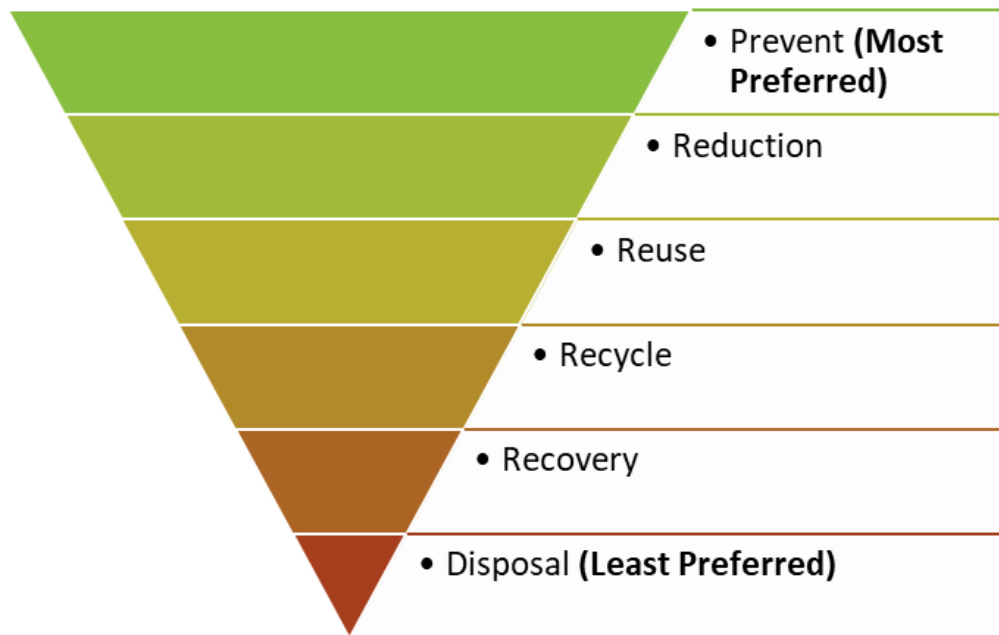 • Prevent (Most
Preferred)
• Reduction
• Reuse
• Recycle
• Recovery
• Disposal (Least Preferred)